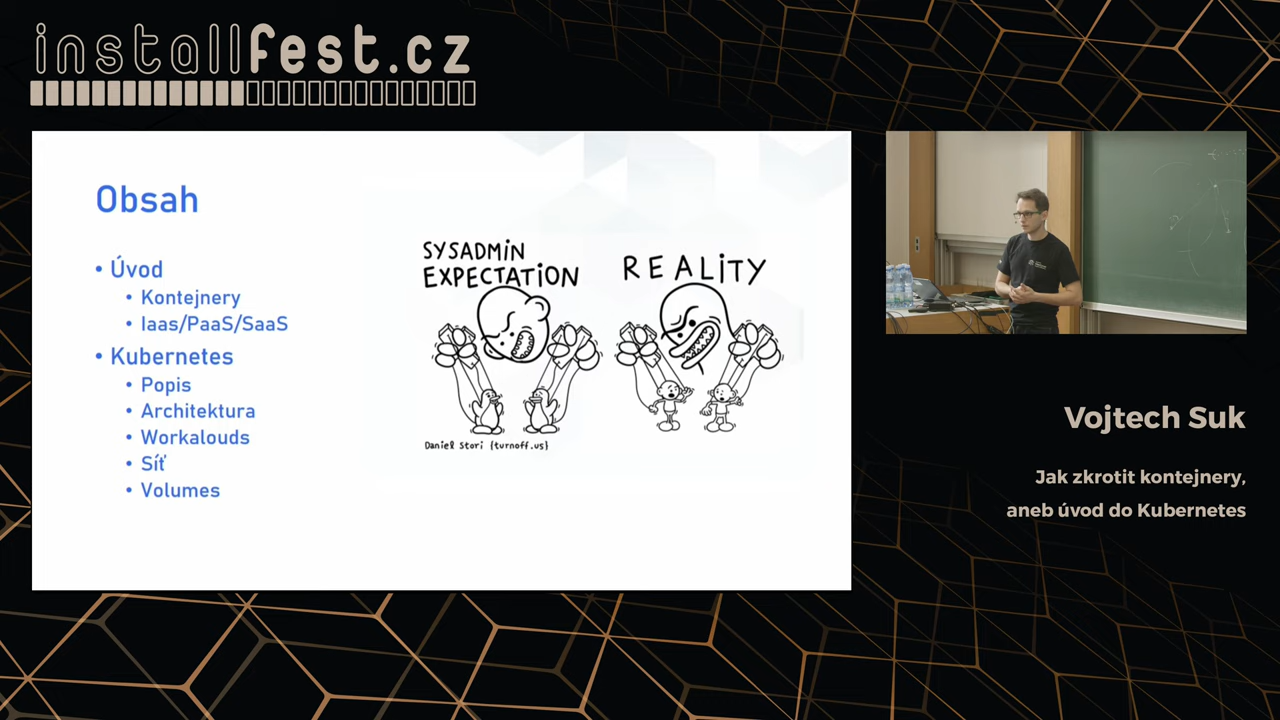 installfest.cz
Obsah
• Úvod
• Kontejnery
• Iaas/PaaS/SaaS
• Kubernetes
• Popis
• Architektura
• Workalouds
• Síť
• Volumes
SYSADMIN
EXPECTATION
REALITY
Daniel Stori {turnoff.us}
Vojtech Suk
Jak zkrotit kontejnery,
aneb úvod do Kubernetes